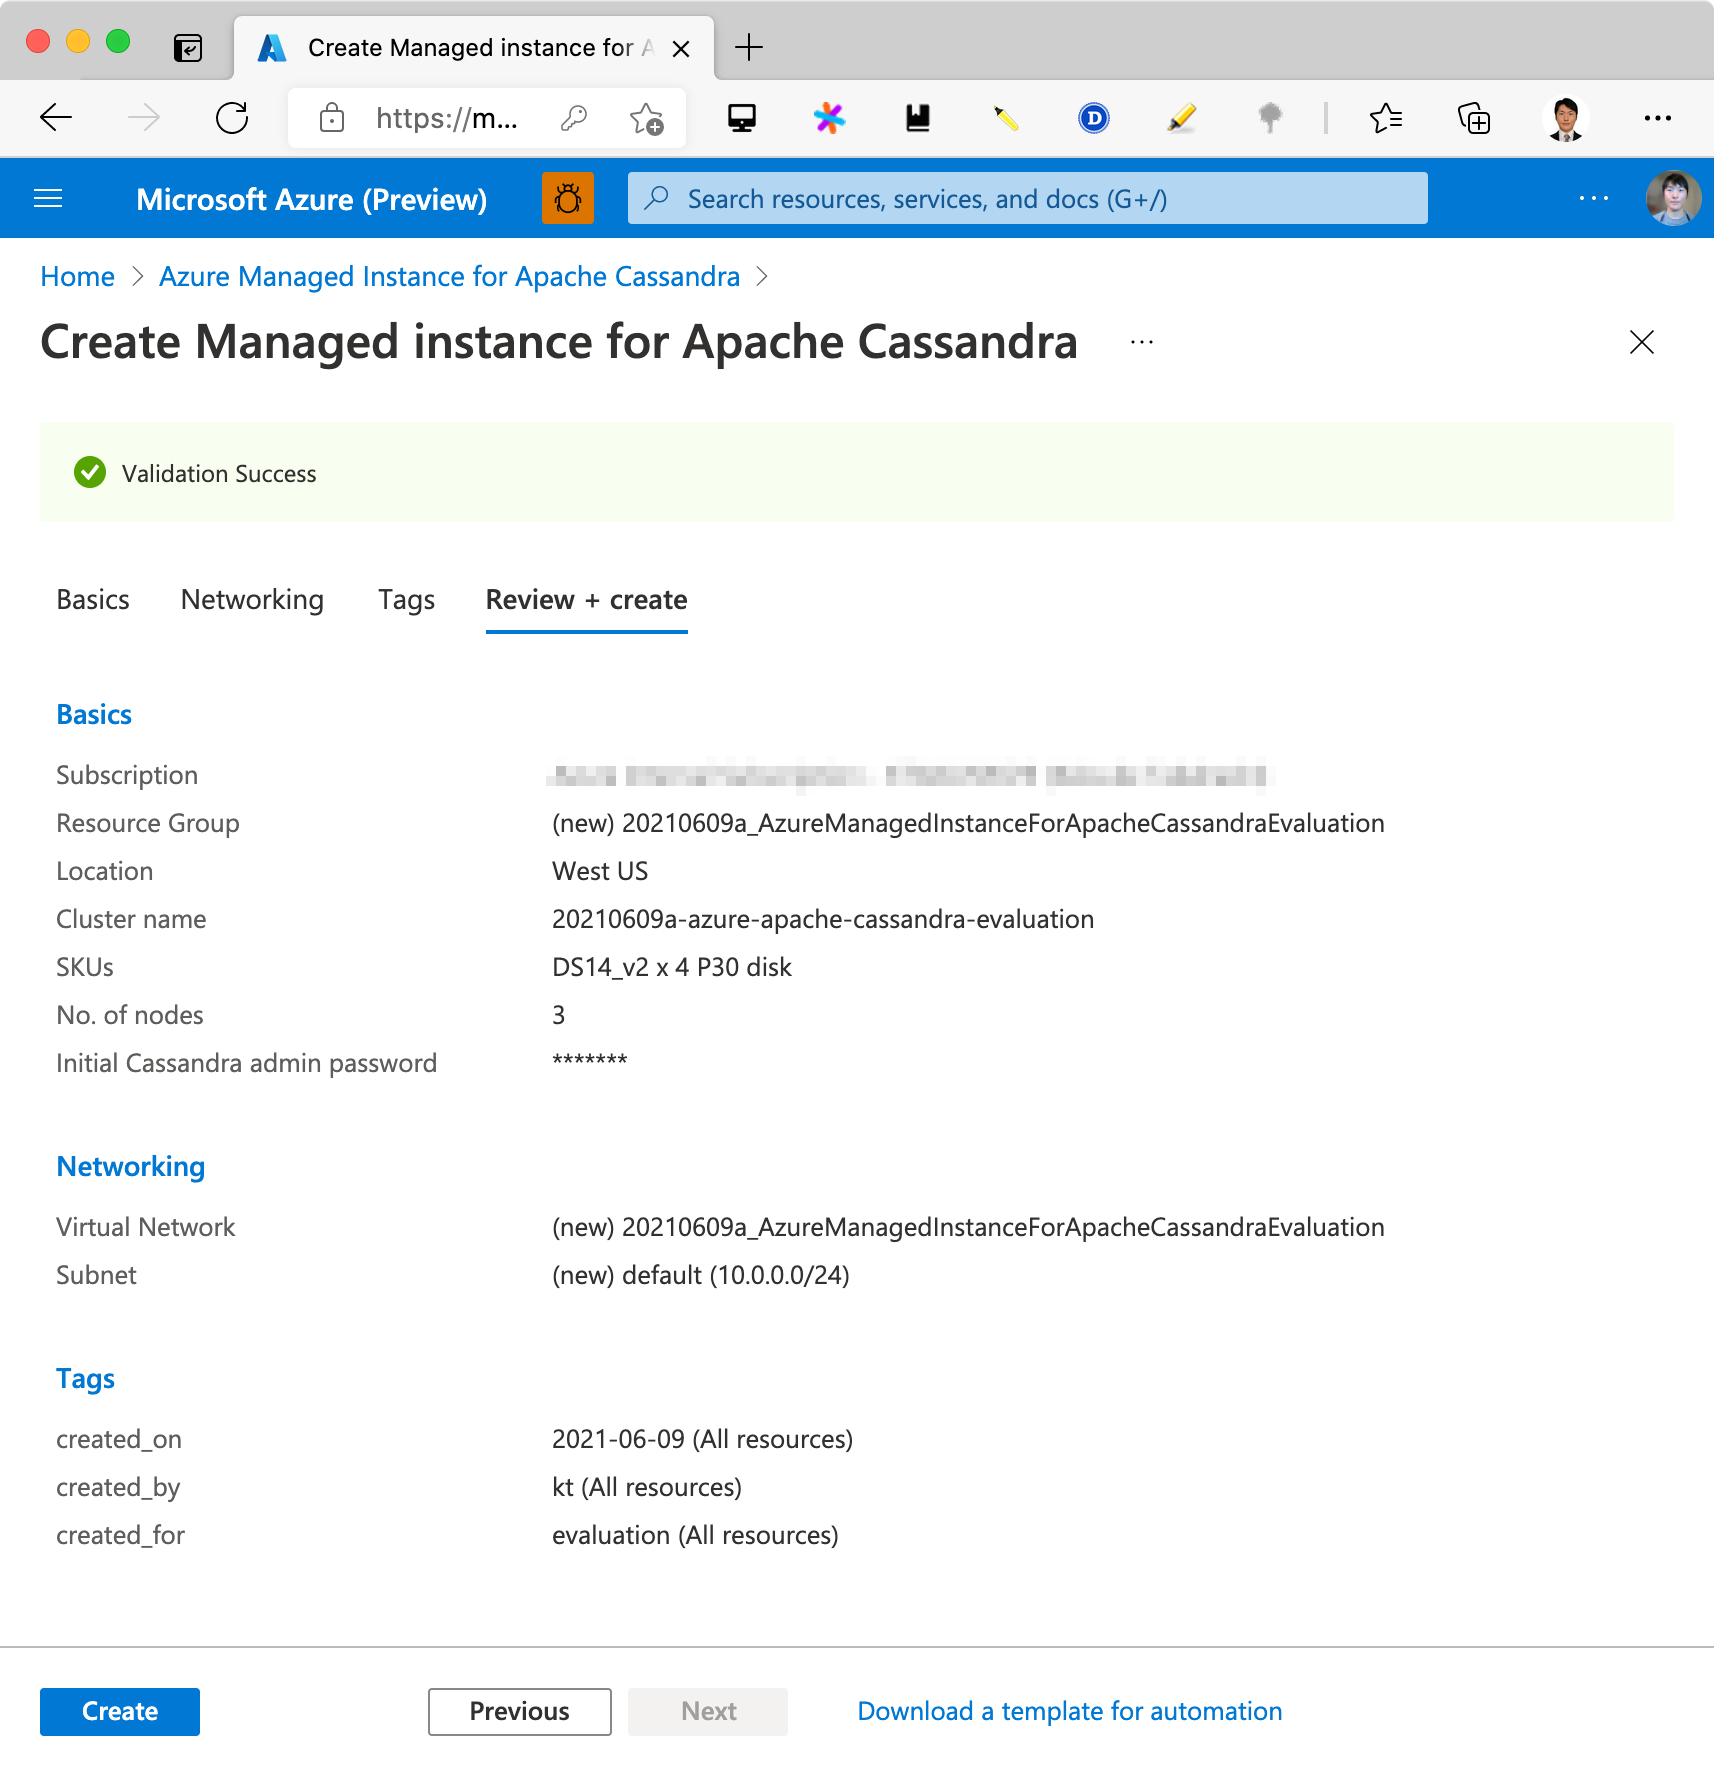 Create Managed instance for
https://m...
D
Microsoft Azure (Preview)
Search resources, services, and docs (G+/)
Home > Azure Managed Instance for Apache Cassandra >
Create Managed instance for Apache Cassandra ...
Validation Success
Basics Networking Tags Review + create
Basics
Subscription
Resource Group (new) 20210609a_AzureManagedInstanceForApacheCassandraEvaluation
Location West US
Cluster name 20210609a-azure-apache-cassandra-evaluation
SKUs DS14_v2 x 4 P30 disk
No. of nodes 3
Initial Cassandra admin password *******
Networking
Virtual Network (new) 20210609a_AzureManagedInstanceForApacheCassandraEvaluation
Subnet (new) default (10.0.0.0/24)
Tags
created_on 2021-06-09 (All resources)
created_by kt (All resources)
created_for evaluation (All resources)
Create Previous Next Download a template for automation